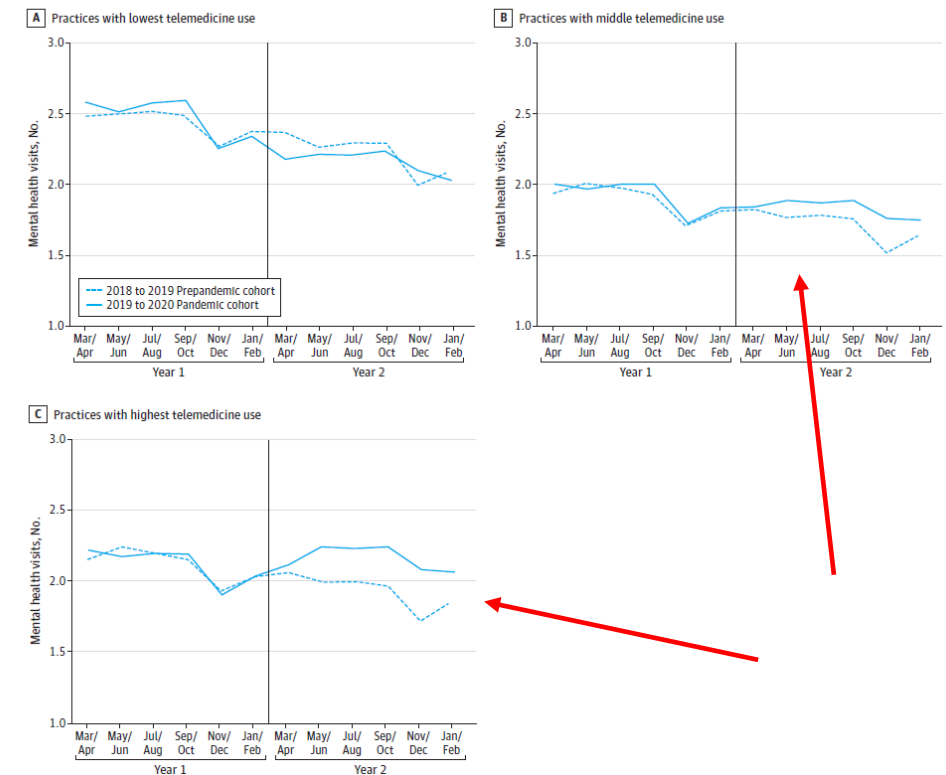 A Practices with lowest telemedicine use
3.0
2.5
2.0
1.5
1.0
Mental health visits, No.
2018 to 2019 Prepandemic cohort
2019 to 2020 Pandemic cohort
Mar/ May/ Jul/ Sep/ Nov/ Jan/ Mar/ May/ Jul/ Sep/ Nov/ Jan/
Apr Jun Aug Oct Dec Feb Apr Jun Aug Oct Dec Feb
Year 1 Year 2
B Practices with middle telemedicine use
3.0
2.5
2.0
1.5
1.0
Mental health visits, No.
Mar/ May/ Jul/ Sep/ Nov/ Jan/ Mar/ May/ Jul/ Sep/ Nov/ Jan/
Apr Jun Aug Oct Dec Feb Apr Jun Aug Oct Dec Feb
Year 1 Year 2
C Practices with highest telemedicine use
3.0
2.5
2.0
1.5
1.0
Mental health visits, No.
Mar/ May/ Jul/ Sep/ Nov/ Jan/ Mar/ May/ Jul/ Sep/ Nov/ Jan/
Apr Jun Aug Oct Dec Feb Apr Jun Aug Oct Dec Feb
Year 1 Year 2